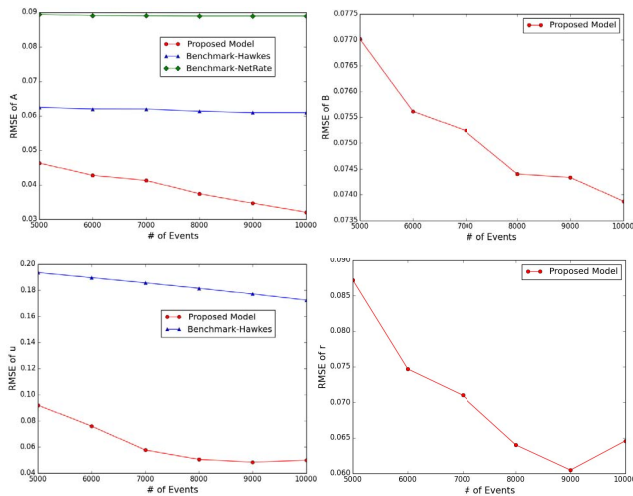 0.09
0.08
0.07
0.06
0.05
0.04
0.03
RMSE of A
Proposed Model
Benchmark-Hawkes
Benchmark-NetRate
5000 6000 7000 8000 9000 10000
# of Events
0.0775
0.0770
0.0765
0.0760
0.0755
0.0750
0.0745
0.0740
0.0735
RMSE of B
Proposed Model
5000 6000 7000 8000 9000 10000
# of Events
0.20
0.18
0.16
0.14
0.12
0.10
0.08
0.06
0.04
RMSE of u
Proposed Model
Benchmark-Hawkes
5000 6000 7000 8000 9000 10000
# of Events
0.090
0.085
0.080
0.075
0.070
0.065
0.060
RMSE of r
Proposed Model
5000 6000 7000 8000 9000 10000
# of Events